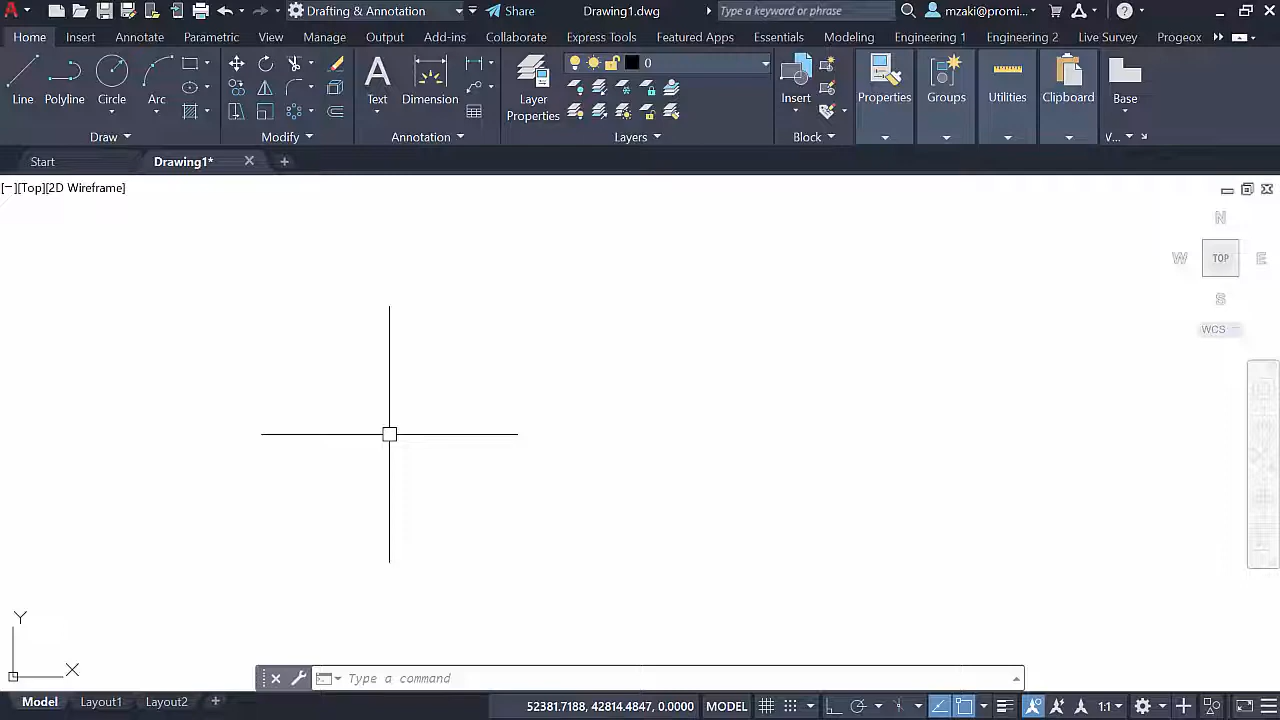 Drafting & Annotation Share Drawing1.dwg Type a keyword or phrase mzaki@promi...
Home Insert Annotate Parametric View Manage Output Add-ins Collaborate Express Tools Featured Apps Essentials Modeling Engineering 1 Engineering 2 Live Survey Progeox
0
Line Polyline Circle Arc Text Dimension Layer Properties Insert Properties Groups Utilities Clipboard Base
Draw Modify Annotation Layers Block V...
Start Drawing1*
[−][Top][2D Wireframe]
N
W TOP E
S
WCS
Y
X
Type a command
Model Layout1 Layout2 52381.7188, 42814.4847, 0.0000 MODEL 1:1